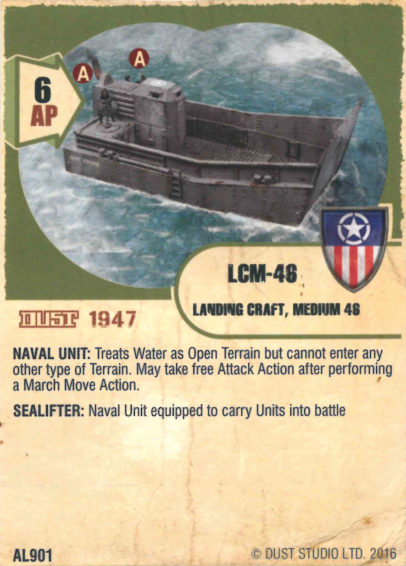 A
A
6
AP
LCM-46
LANDING CRAFT, MEDIUM 46
DUST 1947
NAVAL UNIT: Treats Water as Open Terrain but cannot enter any
other type of Terrain. May take free Attack Action after performing
a March Move Action.
SEALIFTER: Naval Unit equipped to carry Units into battle
AL901
© DUST STUDIO LTD. 2016